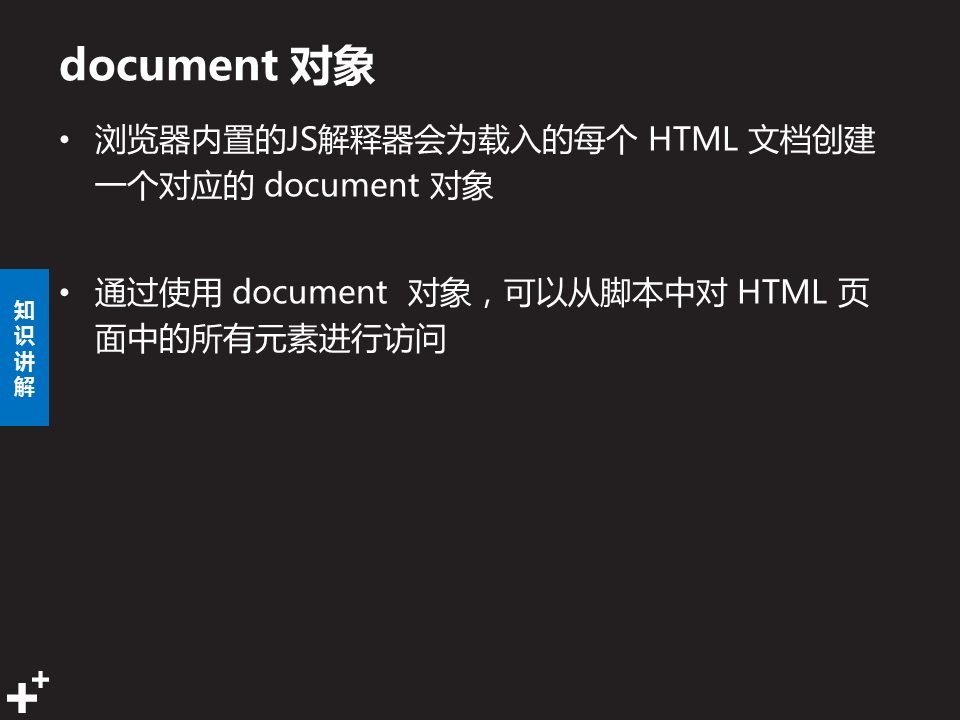 document 对象
• 浏览器内置的JS解释器会为载入的每个 HTML 文档创建
一个对应的 document 对象
• 通过使用 document  对象，可以从脚本中对 HTML 页
面中的所有元素进行访问
知
识
讲
解